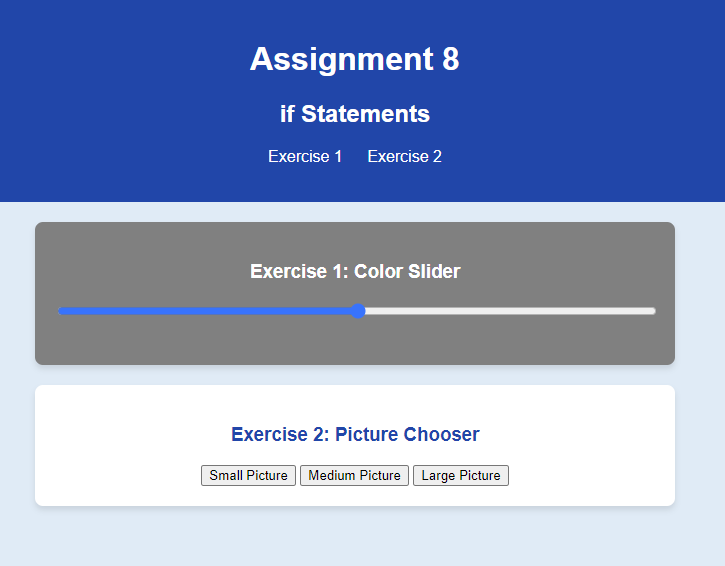 Assignment 8
if Statements
Exercise 1 Exercise 2
Exercise 1: Color Slider
Exercise 2: Picture Chooser
Small Picture Medium Picture Large Picture